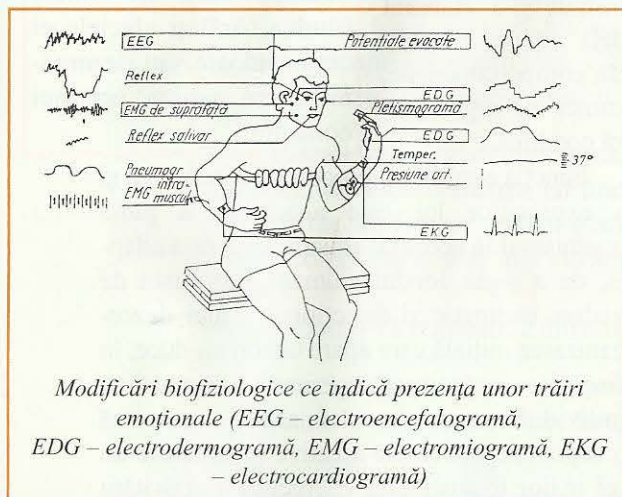 EEG
Potentiale evocate
Reflex
EDG
EMG de suprafață
Pletismogramă
EDG
Reflex salivar
Temper.
37°
Pneumogr
Presiune art.
EMG intra-
muscul.
EKG
Modificări biofiziologice ce indică prezența unor trăiri
emoționale (EEG – electroencefalogramă,
EDG – electrodermogramă, EMG – electromiogramă, EKG
– electrocardiogramă)